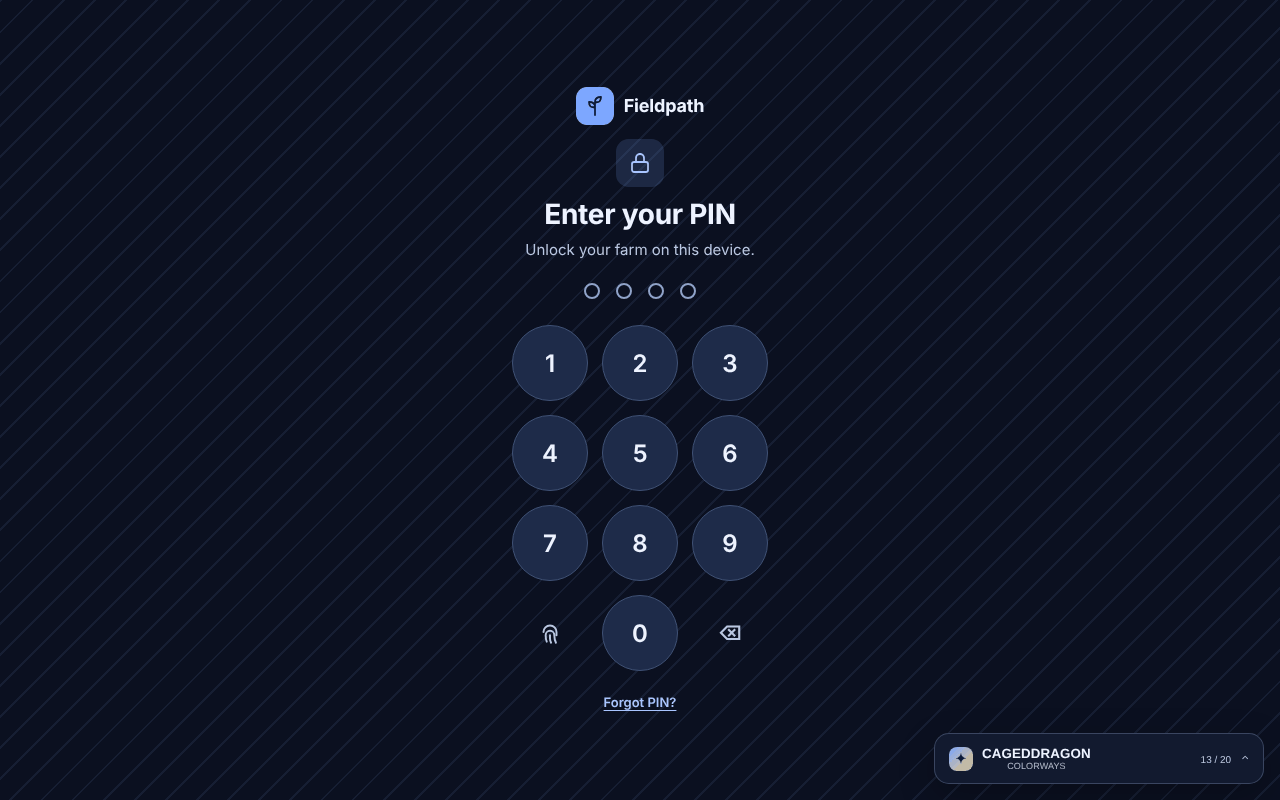 Fieldpath
Enter your PIN
Unlock your farm on this device.
1 2 3
4 5 6
7 8 9
0
Forgot PIN?
CAGEDDRAGON
COLORWAYS
13 / 20